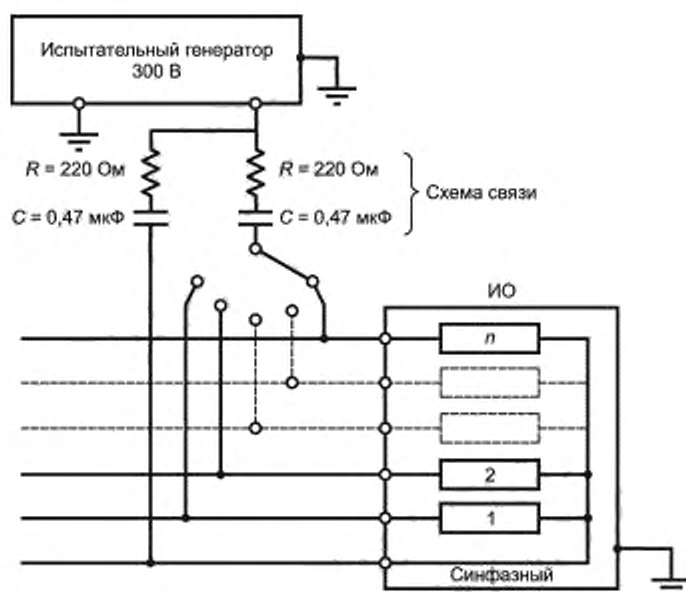 Испытательный генератор
300 В
R = 220 Ом
R = 220 Ом
C = 0,47 мкФ
C = 0,47 мкФ
Схема связи
ИО
n
2
1
Синфазный